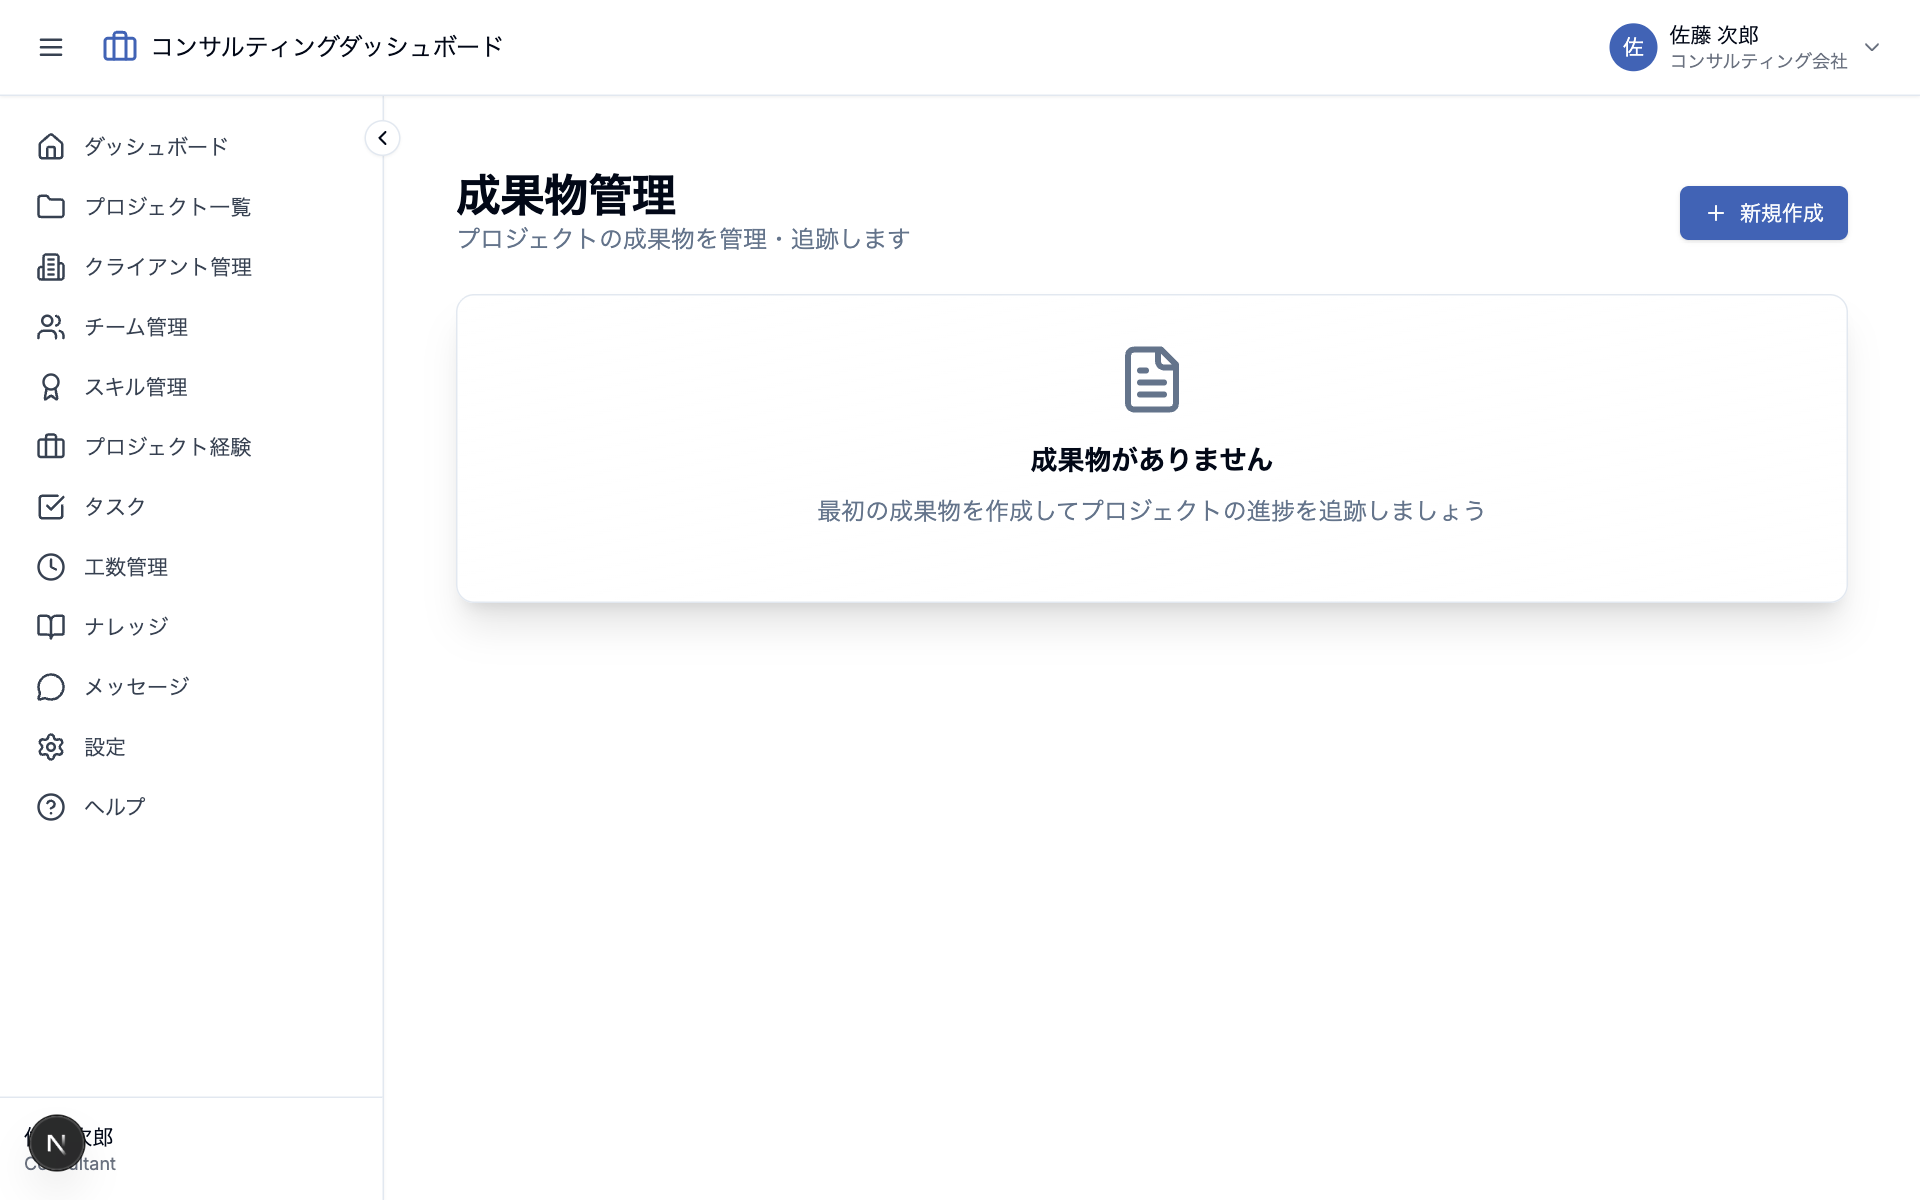 コンサルティングダッシュボード
佐
佐藤 次郎
コンサルティング会社
ダッシュボード
プロジェクト一覧
クライアント管理
チーム管理
スキル管理
プロジェクト経験
タスク
工数管理
ナレッジ
メッセージ
設定
ヘルプ
成果物管理
プロジェクトの成果物を管理・追跡します
新規作成
成果物がありません
最初の成果物を作成してプロジェクトの進捗を追跡しましょう
N